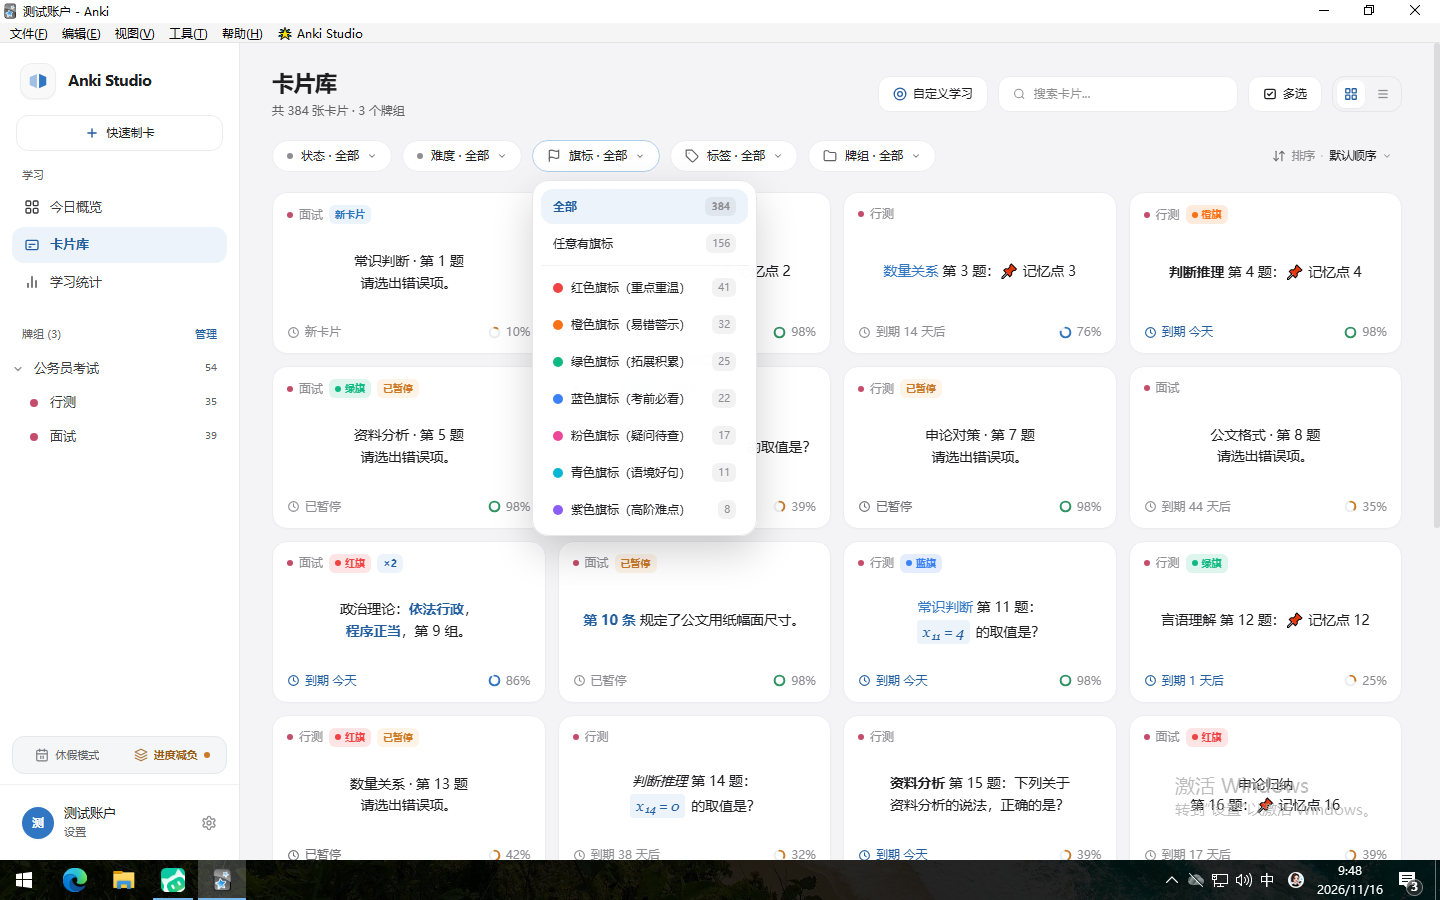 测试账户 - Anki
文件(F) 编辑(E) 视图(V) 工具(T) 帮助(H) Anki Studio
Anki Studio
快速制卡
学习
今日概览
卡片库
学习统计
牌组 (3) 管理
公务员考试 54
行测 35
面试 39
休假模式 进度减负
测 测试账户
设置
卡片库
共 384 张卡片 · 3 个牌组
自定义学习 搜索卡片... 多选
状态 · 全部 难度 · 全部 旗标 · 全部 标签 · 全部 牌组 · 全部 排序 · 默认顺序
全部 384
任意有旗标 156
红色旗标（重点重温） 41
橙色旗标（易错警示） 32
绿色旗标（拓展积累） 25
蓝色旗标（考前必看） 22
粉色旗标（疑问待查） 17
青色旗标（语境好句） 11
紫色旗标（高阶难点） 8
面试 新卡片
常识判断 · 第 1 题
请选出错误项。
新卡片 10%
忆点 2
98%
行测
数量关系 第 3 题：📌 记忆点 3
到期 14 天后 76%
行测 橙旗
判断推理 第 4 题：📌 记忆点 4
到期 今天 98%
面试 绿旗 已暂停
资料分析 · 第 5 题
请选出错误项。
已暂停 98%
的取值是？
39%
行测 已暂停
申论对策 · 第 7 题
请选出错误项。
已暂停 98%
面试
公文格式 · 第 8 题
请选出错误项。
到期 44 天后 35%
面试 红旗 ×2
政治理论：依法行政，
程序正当，第 9 组。
到期 今天 86%
面试 已暂停
第 10 条 规定了公文用纸幅面尺寸。
已暂停 98%
行测 蓝旗
常识判断 第 11 题：
x₁₁ = 4 的取值是？
到期 今天 98%
行测 绿旗
言语理解 第 12 题：📌 记忆点 12
到期 1 天后 25%
行测 红旗 已暂停
数量关系 · 第 13 题
请选出错误项。
已暂停 42%
行测
判断推理 第 14 题：
x₁₄ = 0 的取值是？
到期 38 天后 32%
行测
资料分析 第 15 题：下列关于
资料分析的说法，正确的是？
到期 今天 39%
面试 红旗
申论归纳
第 16 题：📌 记忆点 16
到期 17 天后 39%
激活 Windows
转到"设置"以激活 Windows。
中 9:48
2026/11/16
3